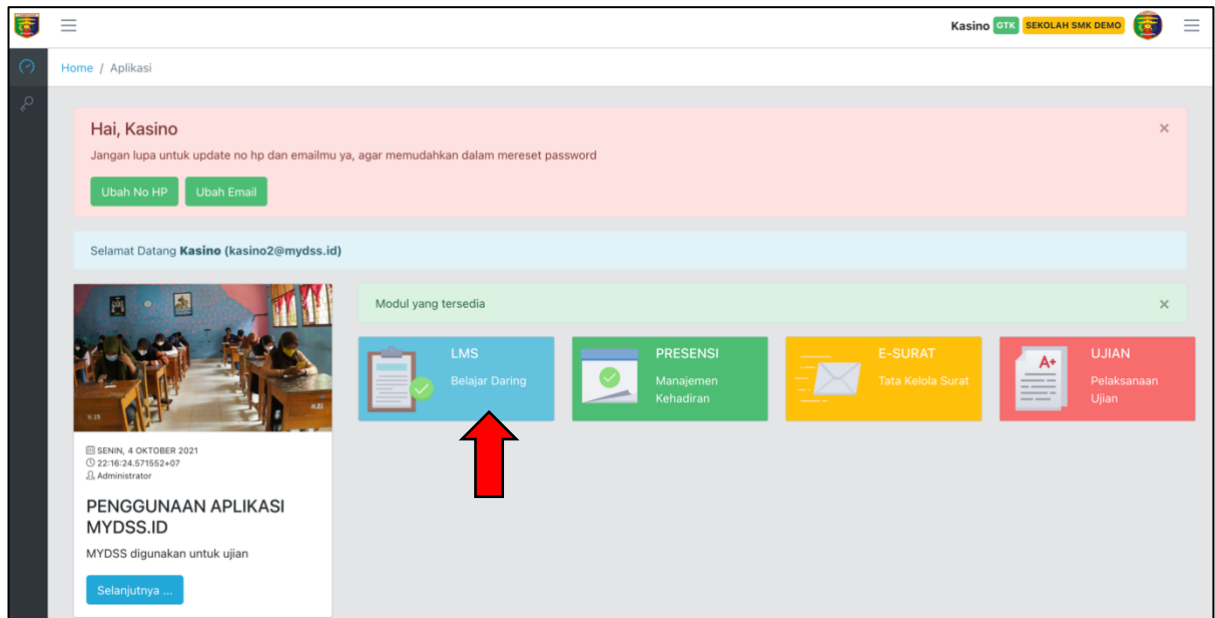 Kasino GTK SEKOLAH SMK DEMO
Home / Aplikasi
Hai, Kasino
×
Jangan lupa untuk update no hp dan emailmu ya, agar memudahkan dalam mereset password
Ubah No HP
Ubah Email
Selamat Datang Kasino (kasino2@mydss.id)
Modul yang tersedia
×
LMS
Belajar Daring
PRESENSI
Manajemen
Kehadiran
E-SURAT
Tata Kelola Surat
A+
UJIAN
Pelaksanaan
Ujian
SENIN, 4 OKTOBER 2021
22:16:24.571552+07
Administrator
PENGGUNAAN APLIKASI
MYDSS.ID
MYDSS digunakan untuk ujian
Selanjutnya ...